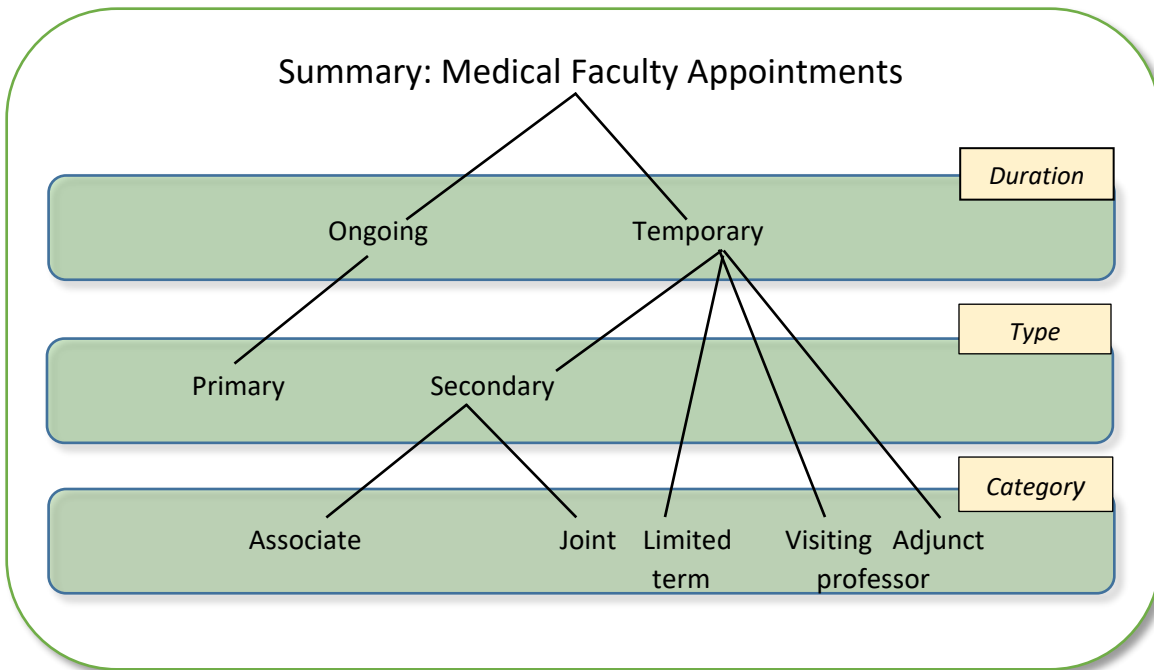 Summary: Medical Faculty Appointments
Duration
Ongoing Temporary
Type
Primary Secondary
Category
Associate Joint Limited Visiting Adjunct
term professor